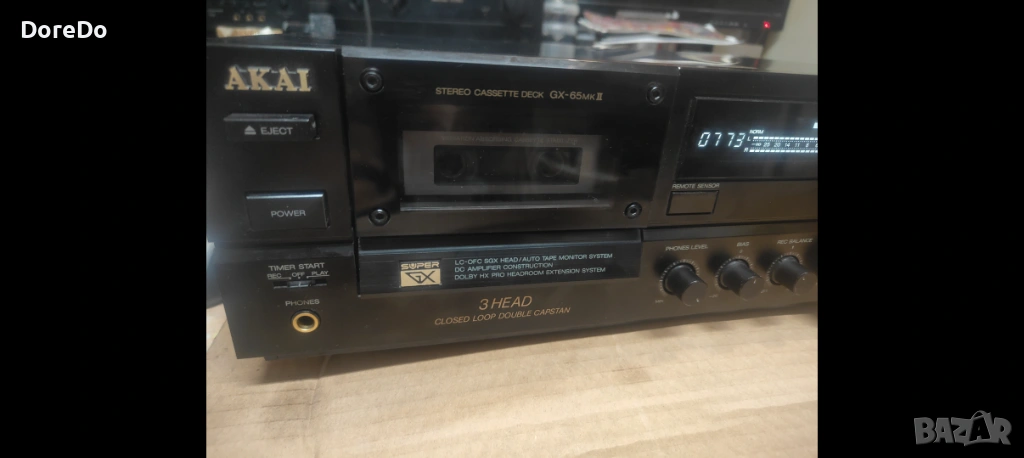 DoreDo
AKAI
STEREO CASSETTE DECK GX-65MKII
⏏ EJECT
0773
L
R
REMOTE SENSOR
POWER
PHONES LEVEL
BIAS
REC BALANCE
SUPER GX
LC-OFC SGX HEAD/AUTO TAPE MONITOR SYSTEM
DC AMPLIFIER CONSTRUCTION
DOLBY HX PRO HEADROOM EXTENSION SYSTEM
TIMER START
REC OFF PLAY
PHONES
3 HEAD
CLOSED LOOP DOUBLE CAPSTAN
BAZAR